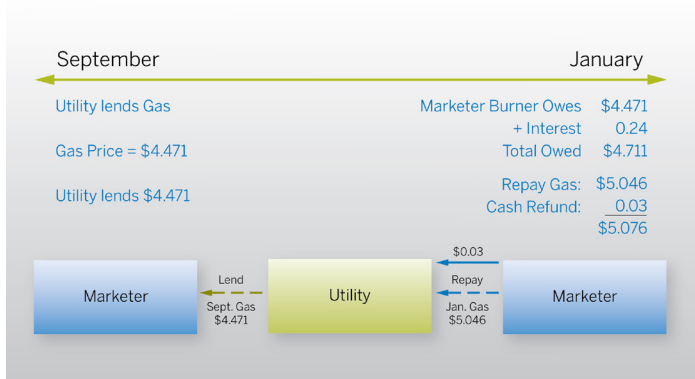 September
January
Utility lends Gas
Gas Price = $4.471
Utility lends $4.471
Marketer Burner Owes $4.471
+ Interest 0.24
Total Owed $4.711
Repay Gas: $5.046
Cash Refund: 0.03
$5.076
Marketer
Lend
Sept. Gas
$4.471
Utility
$0.03
Repay
Jan. Gas
$5.046
Marketer